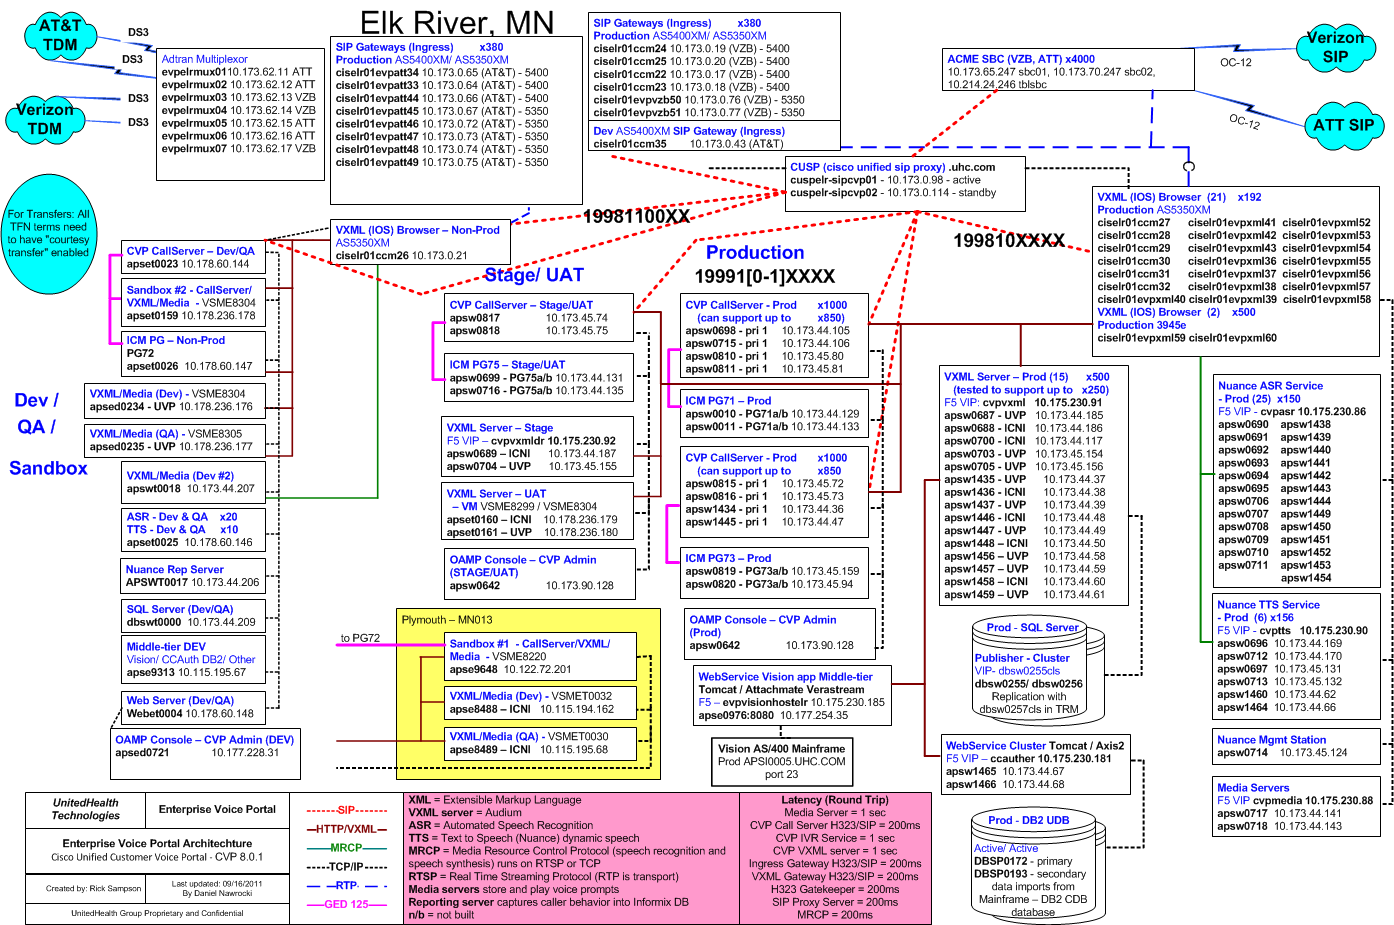 Elk River, MN
AT&T
TDM
DS3
DS3
Verizon
TDM
DS3
DS3
Adtran Multiplexor
evpelrmux01 10.173.62.11 ATT
evpelrmux02 10.173.62.12 ATT
evpelrmux03 10.173.62.13 VZB
evpelrmux04 10.173.62.14 VZB
evpelrmux05 10.173.62.15 ATT
evpelrmux06 10.173.62.16 ATT
evpelrmux07 10.173.62.17 VZB
SIP Gateways (Ingress) x380
Production AS5400XM/ AS5350XM
ciselr01evpatt34 10.173.0.65 (AT&T) - 5400
ciselr01evpatt33 10.173.0.64 (AT&T) - 5400
ciselr01evpatt44 10.173.0.66 (AT&T) - 5400
ciselr01evpatt45 10.173.0.67 (AT&T) - 5350
ciselr01evpatt46 10.173.0.72 (AT&T) - 5350
ciselr01evpatt47 10.173.0.73 (AT&T) - 5350
ciselr01evpatt48 10.173.0.74 (AT&T) - 5350
ciselr01evpatt49 10.173.0.75 (AT&T) - 5350
SIP Gateways (Ingress) x380
Production AS5400XM/ AS5350XM
ciselr01ccm24 10.173.0.19 (VZB) - 5400
ciselr01ccm25 10.173.0.20 (VZB) - 5400
ciselr01ccm22 10.173.0.17 (VZB) - 5400
ciselr01ccm23 10.173.0.18 (VZB) - 5400
ciselr01evpvzb50 10.173.0.76 (VZB) - 5350
ciselr01evpvzb51 10.173.0.77 (VZB) - 5350
Dev AS5400XM SIP Gateway (Ingress)
ciselr01ccm35 10.173.0.43 (AT&T)
ACME SBC (VZB, ATT) x4000
10.173.65.247 sbc01, 10.173.70.247 sbc02,
10.214.24.246 tblsbc
Verizon
SIP
OC-12
ATT SIP
OC-12
CUSP (cisco unified sip proxy) .uhc.com
cuspelr-sipcvp01 - 10.173.0.98 - active
cuspelr-sipcvp02 - 10.173.0.114 - standby
For Transfers: All
TFN terms need
to have "courtesy
transfer" enabled
VXML (IOS) Browser – Non-Prod
AS5350XM
ciselr01ccm26 10.173.0.21
19981100XX
199810XXXX
VXML (IOS) Browser (21) x192
Production AS5350XM
ciselr01ccm27 ciselr01evpxml41 ciselr01evpxml52
ciselr01ccm28 ciselr01evpxml42 ciselr01evpxml53
ciselr01ccm29 ciselr01evpxml43 ciselr01evpxml54
ciselr01ccm30 ciselr01evpxml36 ciselr01evpxml55
ciselr01ccm31 ciselr01evpxml37 ciselr01evpxml56
ciselr01ccm32 ciselr01evpxml38 ciselr01evpxml57
ciselr01evpxml40 ciselr01evpxml39 ciselr01evpxml58
VXML (IOS) Browser (2) x500
Production 3945e
ciselr01evpxml59 ciselr01evpxml60
Dev /
QA /
Sandbox
CVP CallServer – Dev/QA
apset0023 10.178.60.144
Sandbox #2 - CallServer/
VXML/Media - VSME8304
apset0159 10.178.236.178
ICM PG – Non-Prod
PG72
apset0026 10.178.60.147
VXML/Media (Dev) - VSME8304
apsed0234 - UVP 10.178.236.176
VXML/Media (QA) - VSME8305
apsed0235 - UVP 10.178.236.177
VXML/Media (Dev #2)
apswt0018 10.173.44.207
ASR - Dev & QA x20
TTS - Dev & QA x10
apset0025 10.178.60.146
Nuance Rep Server
APSWT0017 10.173.44.206
SQL Server (Dev/QA)
dbswt0000 10.173.44.209
Middle-tier DEV
Vision/ CCAuth DB2/ Other
apse9313 10.115.195.67
Web Server (Dev/QA)
Webet0004 10.178.60.148
OAMP Console – CVP Admin (DEV)
apsed0721 10.177.228.31
Stage/ UAT
CVP CallServer – Stage/UAT
apsw0817 10.173.45.74
apsw0818 10.173.45.75
ICM PG75 – Stage/UAT
apsw0699 - PG75a/b 10.173.44.131
apsw0716 - PG75a/b 10.173.44.135
VXML Server – Stage
F5 VIP – cvpvxmldr 10.175.230.92
apsw0689 – ICNI 10.173.44.187
apsw0704 – UVP 10.173.45.155
VXML Server - UAT
– VM VSME8299 / VSME8304
apset0160 – ICNI 10.178.236.179
apset0161 – UVP 10.178.236.180
OAMP Console – CVP Admin
(STAGE/UAT)
apsw0642 10.173.90.128
Plymouth – MN013
to PG72
Sandbox #1 - CallServer/VXML/
Media - VSME8220
apse9648 10.122.72.201
VXML/Media (Dev) - VSMET0032
apse8488 – ICNI 10.115.194.162
VXML/Media (QA) - VSMET0030
apse8489 – ICNI 10.115.195.68
Production
19991[0-1]XXXX
CVP CallServer - Prod x1000
(can support up to x850)
apsw0698 - pri 1 10.173.44.105
apsw0715 - pri 1 10.173.44.106
apsw0810 - pri 1 10.173.45.80
apsw0811 - pri 1 10.173.45.81
ICM PG71 – Prod
apsw0010 - PG71a/b 10.173.44.129
apsw0011 - PG71a/b 10.173.44.133
CVP CallServer - Prod x1000
(can support up to x850)
apsw0815 - pri 1 10.173.45.72
apsw0816 - pri 1 10.173.45.73
apsw1434 - pri 1 10.173.44.36
apsw1445 - pri 1 10.173.44.47
ICM PG73 – Prod
apsw0819 - PG73a/b 10.173.45.159
apsw0820 - PG73a/b 10.173.45.94
OAMP Console – CVP Admin
(Prod)
apsw0642 10.173.90.128
WebService Vision app Middle-tier
Tomcat / Attachmate Verastream
F5 – evpvisionhostelr 10.175.230.185
apse0976:8080 10.177.254.35
Vision AS/400 Mainframe
Prod APSI0005.UHC.COM
port 23
VXML Server – Prod (15) x500
(tested to support up to x250)
F5 VIP: cvpvxml 10.175.230.91
apsw0687 - UVP 10.173.44.185
apsw0688 - ICNI 10.173.44.186
apsw0700 - ICNI 10.173.44.117
apsw0703 - UVP 10.173.45.154
apsw0705 - UVP 10.173.45.156
apsw1435 - UVP 10.173.44.37
apsw1436 - ICNI 10.173.44.38
apsw1437 - UVP 10.173.44.39
apsw1446 - ICNI 10.173.44.48
apsw1447 - UVP 10.173.44.49
apsw1448 – ICNI 10.173.44.50
apsw1456 – UVP 10.173.44.58
apsw1457 – UVP 10.173.44.59
apsw1458 – ICNI 10.173.44.60
apsw1459 – UVP 10.173.44.61
Prod - SQL Server
Publisher - Cluster
VIP- dbsw0255cls
dbsw0255/ dbsw0256
Replication with
dbsw0257cls in TRM
WebService Cluster Tomcat / Axis2
F5 VIP – ccauther 10.175.230.181
apsw1465 10.173.44.67
apsw1466 10.173.44.68
Prod - DB2 UDB
Active/ Active
DBSP0172 - primary
DBSP0193 - secondary
data imports from
Mainframe – DB2 CDB
database
Nuance ASR Service
- Prod (25) x150
F5 VIP - cvpasr 10.175.230.86
apsw0690 apsw1438
apsw0691 apsw1439
apsw0692 apsw1440
apsw0693 apsw1441
apsw0694 apsw1442
apsw0695 apsw1443
apsw0706 apsw1444
apsw0707 apsw1449
apsw0708 apsw1450
apsw0709 apsw1451
apsw0710 apsw1452
apsw0711 apsw1453
apsw1454
Nuance TTS Service
- Prod (6) x156
F5 VIP - cvptts 10.175.230.90
apsw0696 10.173.44.169
apsw0712 10.173.44.170
apsw0697 10.173.45.131
apsw0713 10.173.45.132
apsw1460 10.173.44.62
apsw1464 10.173.44.66
Nuance Mgmt Station
apsw0714 10.173.45.124
Media Servers
F5 VIP cvpmedia 10.175.230.88
apsw0717 10.173.44.141
apsw0718 10.173.44.143
UnitedHealth
Technologies
Enterprise Voice Portal
Enterprise Voice Portal Architechture
Cisco Unified Customer Voice Portal - CVP 8.0.1
Created by: Rick Sampson
Last updated: 09/16/2011
By Daniel Nawrocki
UnitedHealth Group Proprietary and Confidential
SIP
HTTP/VXML
MRCP
TCP/IP
RTP
GED 125
XML = Extensible Markup Language
VXML server = Audium
ASR = Automated Speech Recognition
TTS = Text to Speech (Nuance) dynamic speech
MRCP = Media Resource Control Protocol (speech recognition and
speech synthesis) runs on RTSP or TCP
RTSP = Real Time Streaming Protocol (RTP is transport)
Media servers store and play voice prompts
Reporting server captures caller behavior into Informix DB
n/b = not built
Latency (Round Trip)
Media Server = 1 sec
CVP Call Server H323/SIP = 200ms
CVP IVR Service = 1 sec
CVP VXML server = 1 sec
Ingress Gateway H323/SIP = 200ms
VXML Gateway H323/SIP = 200ms
H323 Gatekeeper = 200ms
SIP Proxy Server = 200ms
MRCP = 200ms